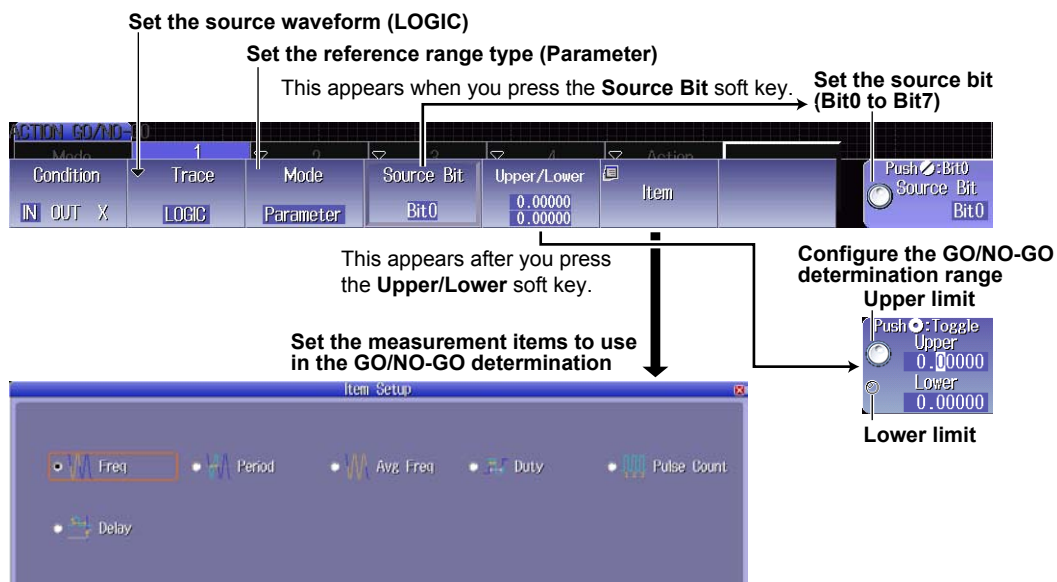 Set the source waveform (LOGIC)
Set the reference range type (Parameter)
This appears when you press the Source Bit soft key.
Set the source bit
(Bit0 to Bit7)
ACTION GO/NO-GO
Mode 1 2 3 4 Action
Condition Trace Mode Source Bit Upper/Lower Item
IN OUT X LOGIC Parameter Bit0 0.00000
0.00000
Push :Bit0
Source Bit
Bit0
This appears after you press
the Upper/Lower soft key.
Configure the GO/NO-GO
determination range
Upper limit
Push :Toggle
Upper
0.00000
Lower
0.00000
Lower limit
Set the measurement items to use
in the GO/NO-GO determination
Item Setup
Freq Period Avg Freq Duty Pulse Count
Delay